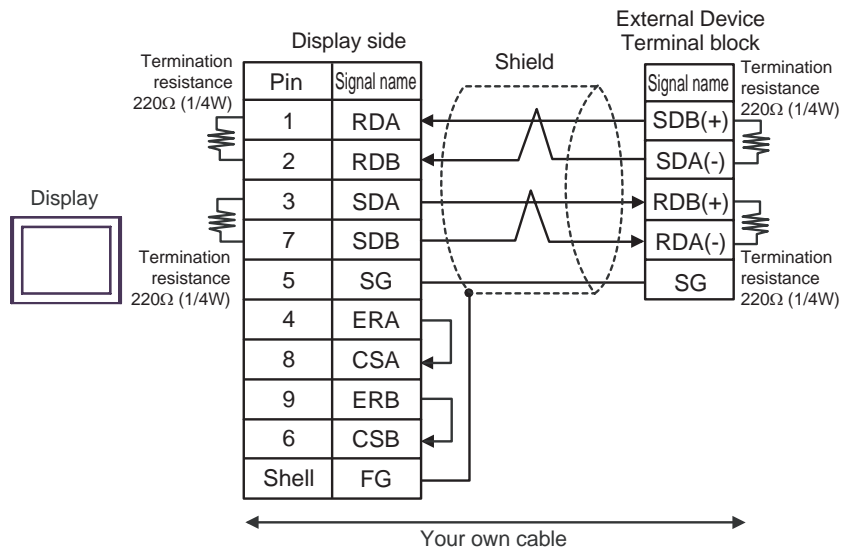 Display side
External Device
Terminal block
Shield
Termination
resistance
220Ω (1/4W)
Pin Signal name
1 RDA
2 RDB
3 SDA
7 SDB
5 SG
4 ERA
8 CSA
9 ERB
6 CSB
Shell FG
Display
Termination
resistance
220Ω (1/4W)
Signal name
SDB(+)
SDA(-)
RDB(+)
RDA(-)
SG
Termination
resistance
220Ω (1/4W)
Termination
resistance
220Ω (1/4W)
Your own cable